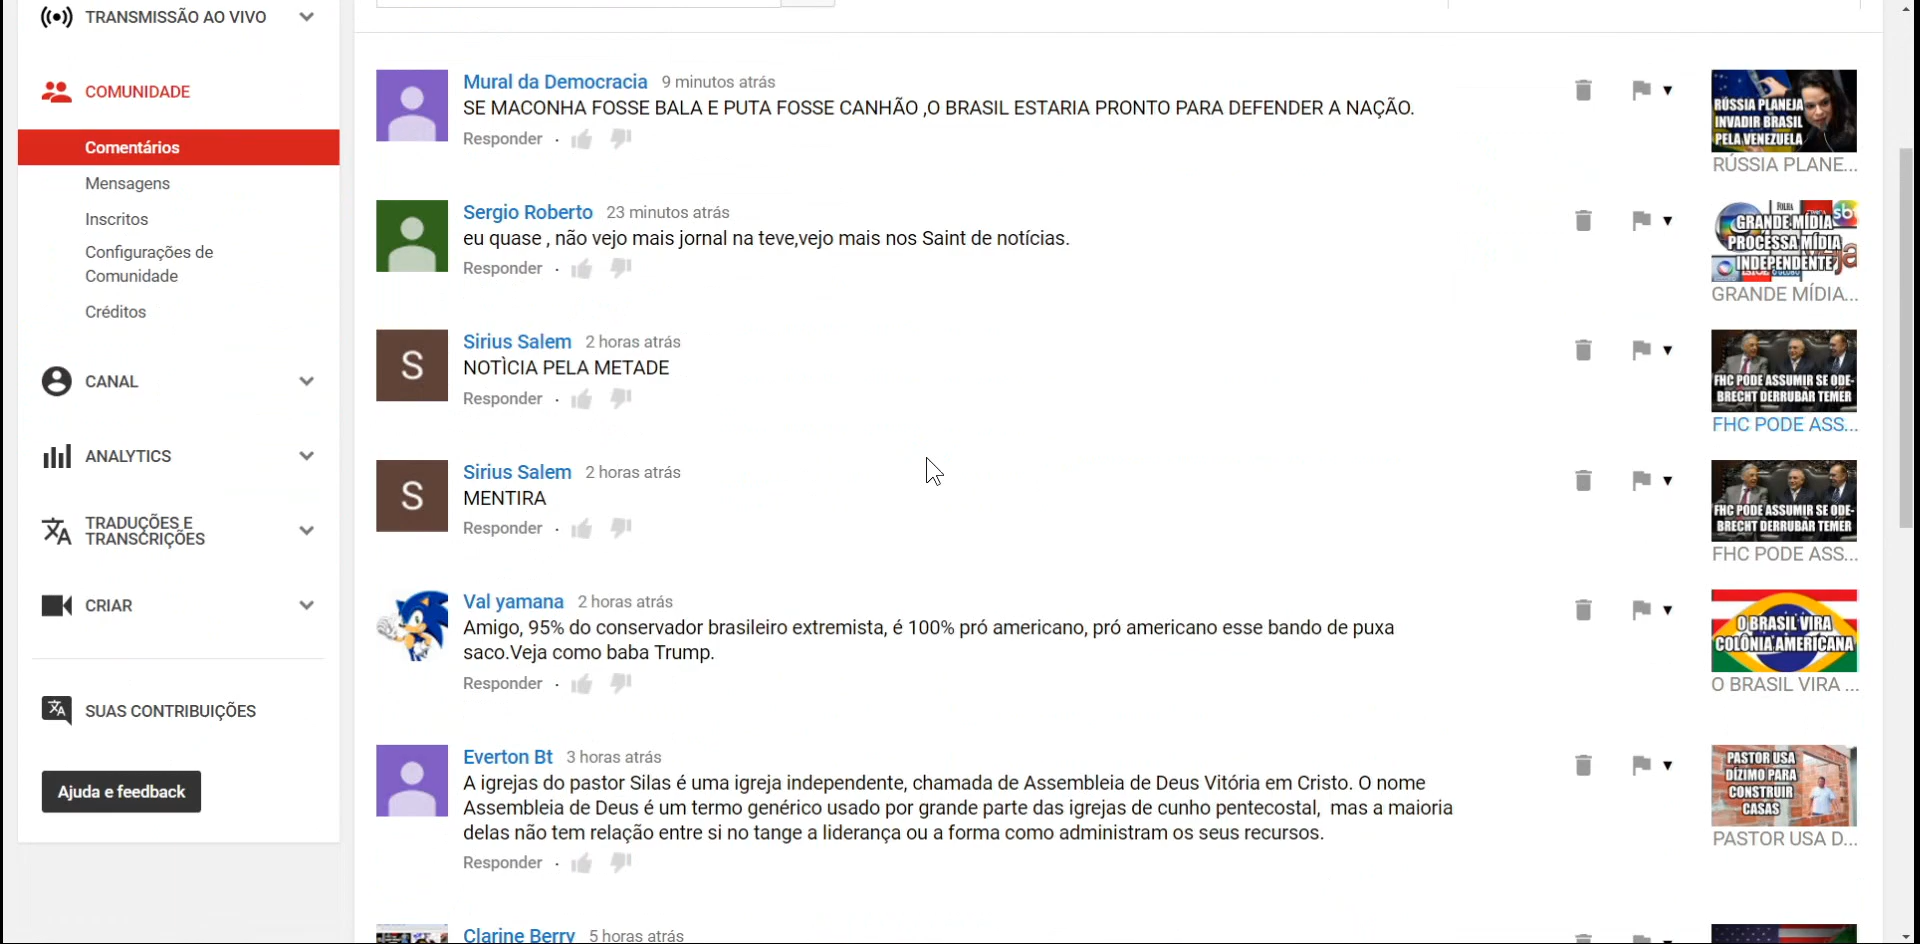 TRANSMISSÃO AO VIVO
COMUNIDADE
Comentários
Mensagens
Inscritos
Configurações de
Comunidade
Créditos
CANAL
ANALYTICS
TRADUÇÕES E
TRANSCRIÇÕES
CRIAR
SUAS CONTRIBUIÇÕES
Ajuda e feedback
Mural da Democracia 9 minutos atrás
SE MACONHA FOSSE BALA E PUTA FOSSE CANHÃO ,O BRASIL ESTARIA PRONTO PARA DEFENDER A NAÇÃO.
Responder ·
RÚSSIA PLANEJA
INVADIR BRASIL
PELA VENEZUELA
RÚSSIA PLANE...
Sergio Roberto 23 minutos atrás
eu quase , não vejo mais jornal na teve,vejo mais nos Saint de notícias.
Responder ·
FOLHA
sbt
GRANDE MÍDIA
PROCESSA MÍDIA
INDEPENDENTE
GRANDE MÍDIA...
Sirius Salem 2 horas atrás
S
NOTÌCIA PELA METADE
Responder ·
FHC PODE ASSUMIR SE ODE-
BRECHT DERRUBAR TEMER
FHC PODE ASS...
Sirius Salem 2 horas atrás
S
MENTIRA
Responder ·
FHC PODE ASSUMIR SE ODE-
BRECHT DERRUBAR TEMER
FHC PODE ASS...
Val yamana 2 horas atrás
Amigo, 95% do conservador brasileiro extremista, é 100% pró americano, pró americano esse bando de puxa
saco.Veja como baba Trump.
Responder ·
O BRASIL VIRA
COLÔNIA AMERICANA
O BRASIL VIRA ...
Everton Bt 3 horas atrás
A igrejas do pastor Silas é uma igreja independente, chamada de Assembleia de Deus Vitória em Cristo. O nome
Assembleia de Deus é um termo genérico usado por grande parte das igrejas de cunho pentecostal, mas a maioria
delas não tem relação entre si no tange a liderança ou a forma como administram os seus recursos.
Responder ·
PASTOR USA
DÍZIMO PARA
CONSTRUIR
CASAS
PASTOR USA D...
Clarine Berry 5 horas atrás